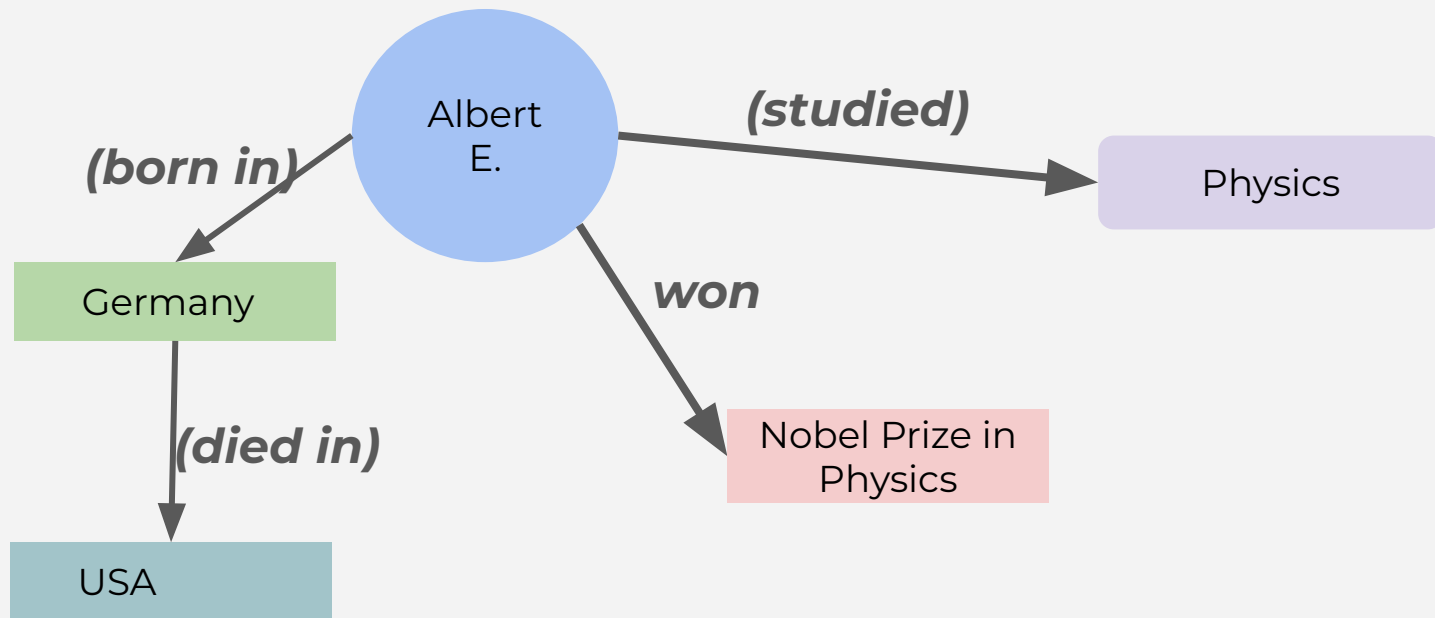 Albert
E.
(studied)
(born in)
Physics
Germany
won
(died in)
Nobel Prize in
Physics
USA